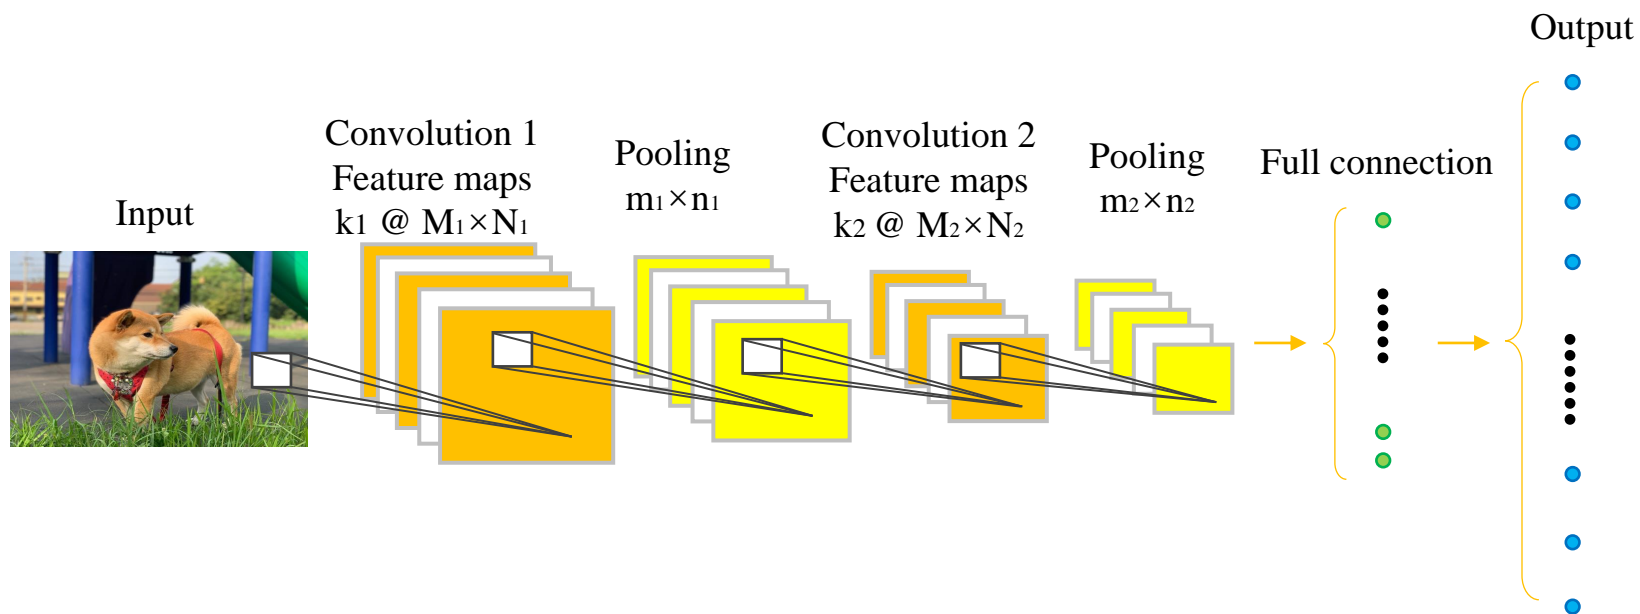 Input
Convolution 1
Feature maps
k1 @ M₁×N₁
Pooling
m₁×n₁
Convolution 2
Feature maps
k2 @ M₂×N₂
Pooling
m₂×n₂
Full connection
Output